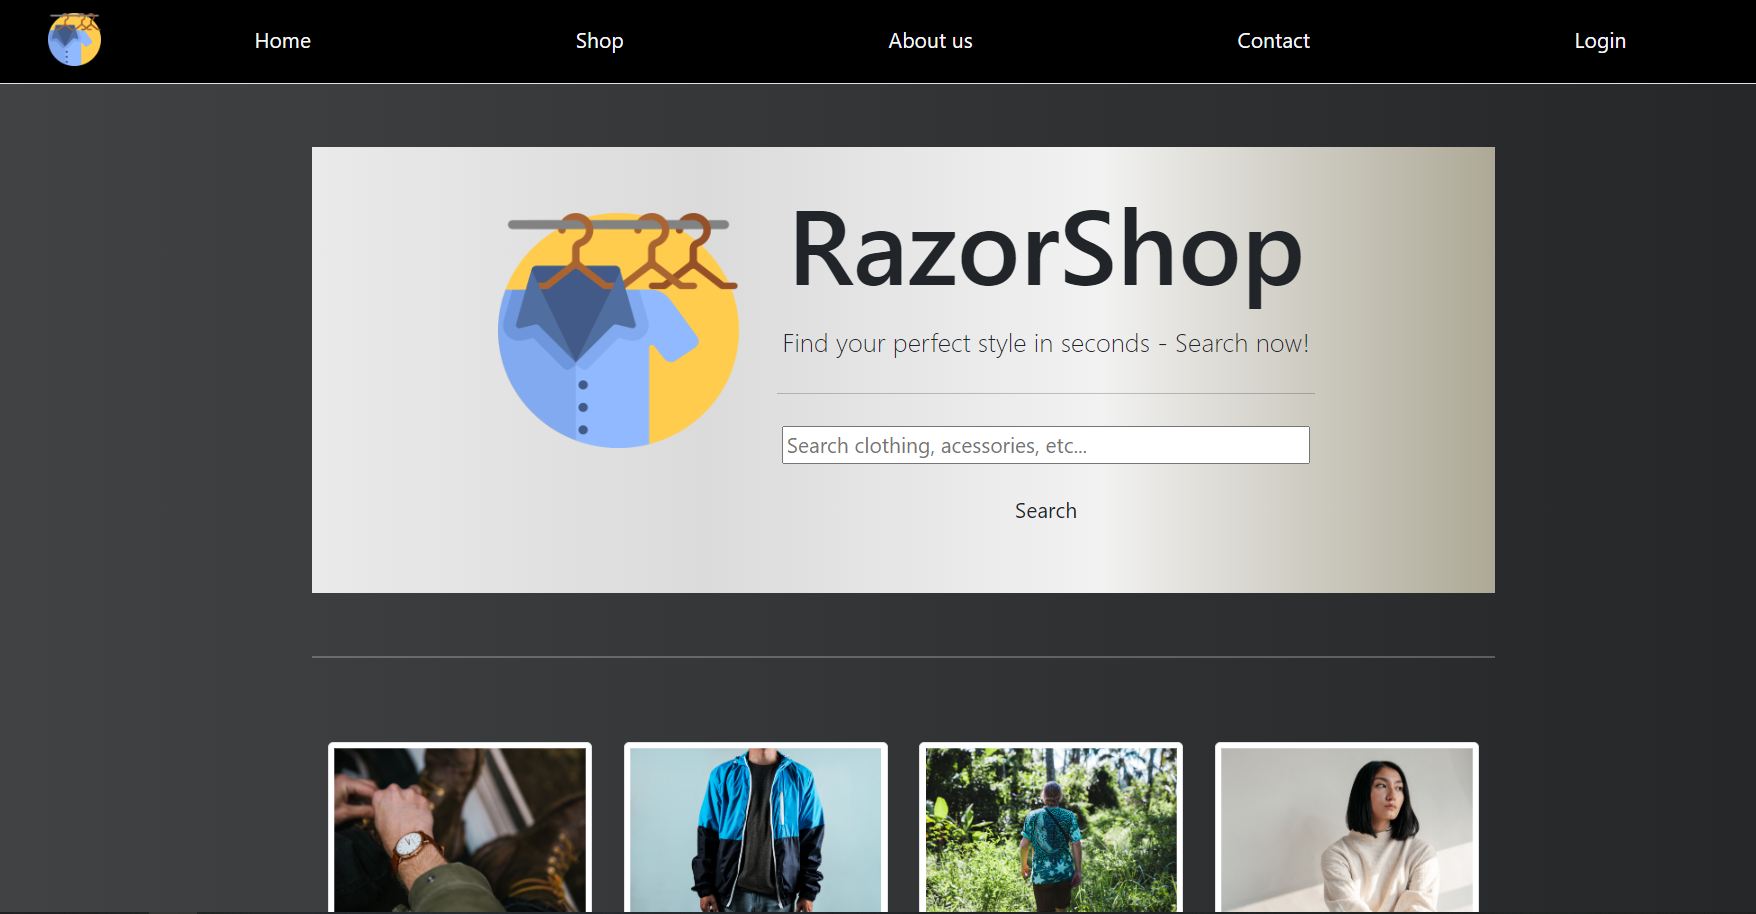 Home Shop About us Contact Login
RazorShop
Find your perfect style in seconds - Search now!
Search clothing, acessories, etc...
Search